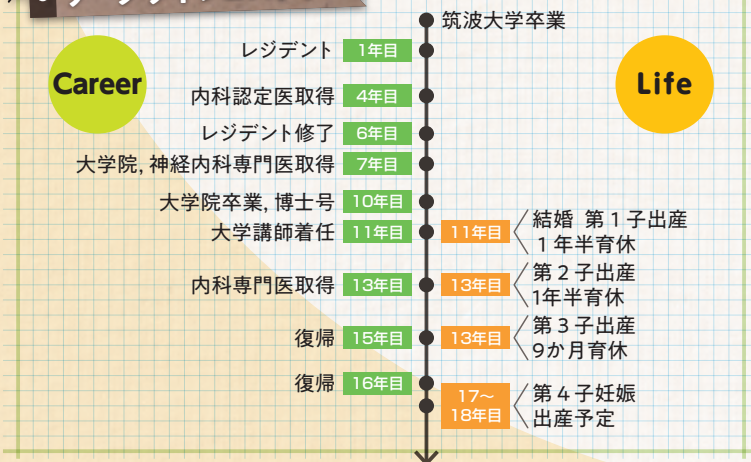 筑波大学卒業
Career
Life
レジデント 1年目
内科認定医取得 4年目
レジデント修了 6年目
大学院, 神経内科専門医取得 7年目
大学院卒業, 博士号 10年目
大学講師着任 11年目
11年目 結婚 第１子出産
１年半育休
内科専門医取得 13年目
13年目 第２子出産
1年半育休
復帰 15年目
13年目 第３子出産
9か月育休
復帰 16年目
17〜
18年目
第４子妊娠
出産予定